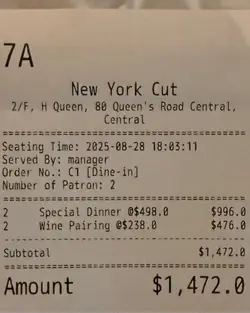 7A
New York Cut
2/F, H Queen, 80 Queen's Road Central,
Central
Seating Time: 2025-08-28 18:03:11
Served By: manager
Order No.: C1 [Dine-in]
Number of Patron: 2
2 Special Dinner @$498.0 $996.0
2 Wine Pairing @$238.0 $476.0
Subtotal $1,472.0
Amount $1,472.0